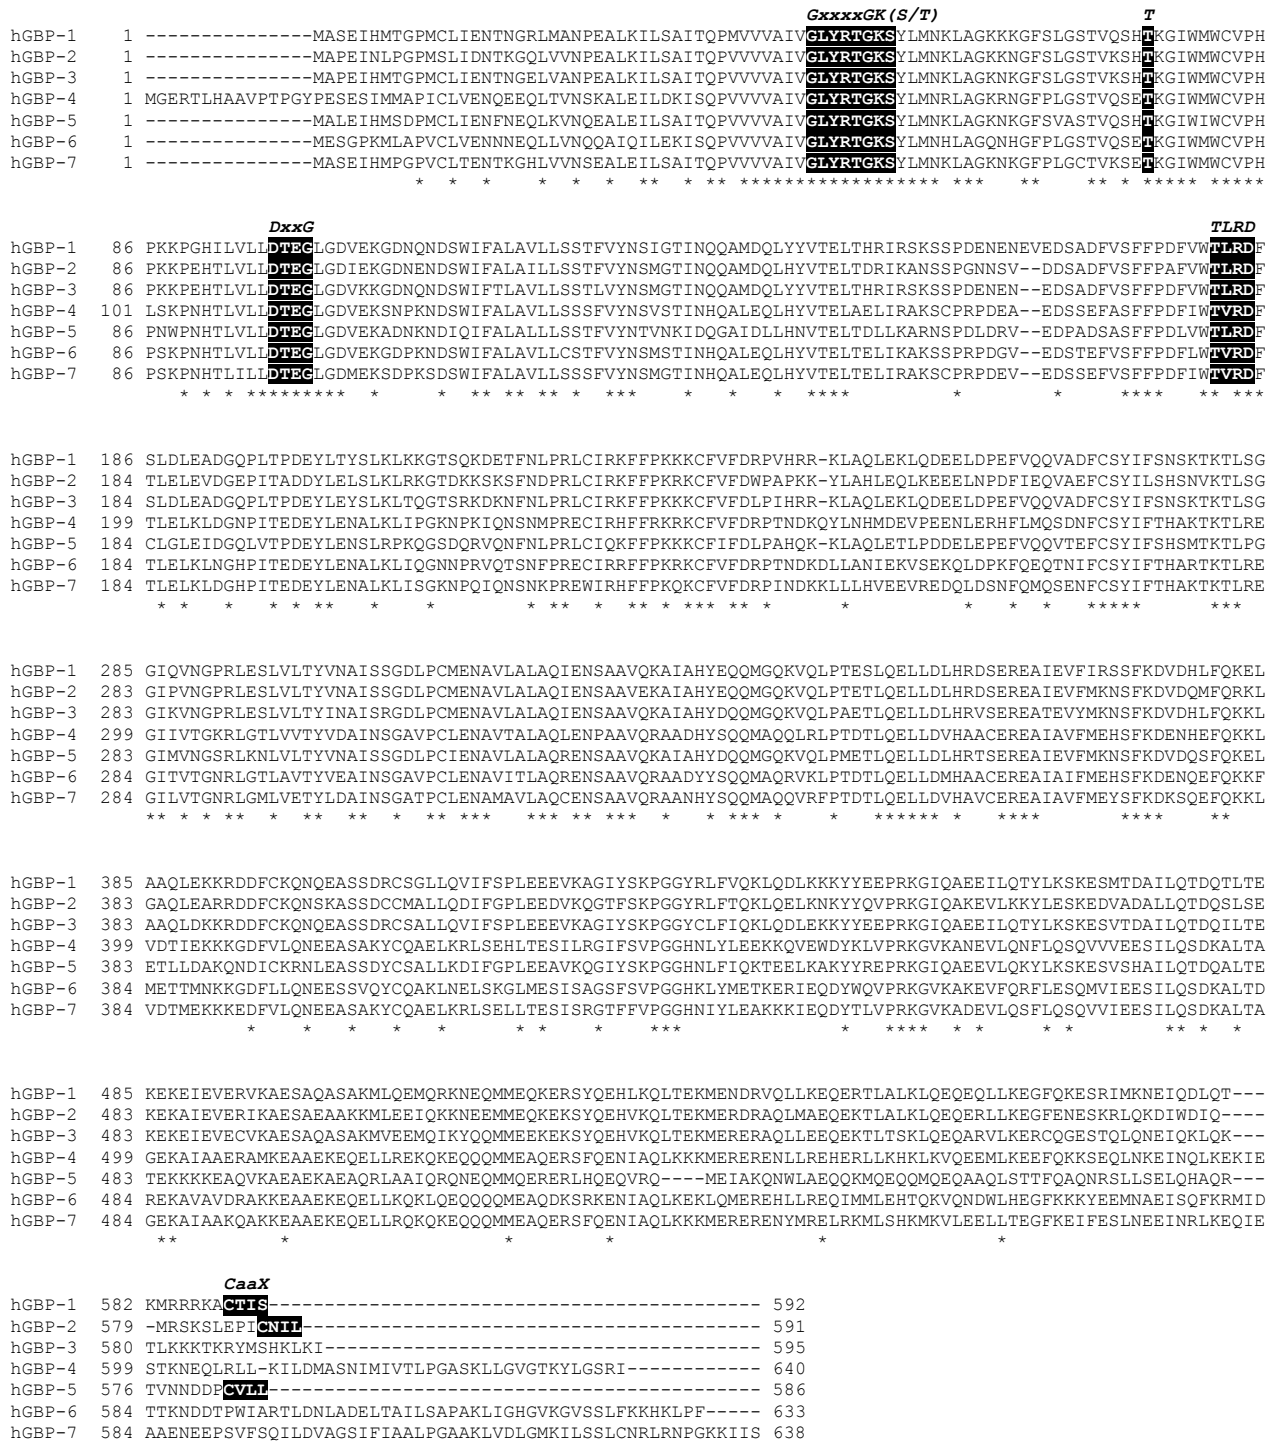 GxxxxGK(S/T) T
hGBP-1 1 ---------------MASEIHMTGPMCLIENTNGRLMANPEALKILSAITQPMVVVAIVGLYRTGKSYLMNKLAGKKKGFSLGSTVQSHTKGIWMWCVPH
hGBP-2 1 ---------------MAPEINLPGPMSLIDNTKGQLVVNPEALKILSAITQPVVVVAIVGLYRTGKSYLMNKLAGKKNGFSLGSTVKSHTKGIWMWCVPH
hGBP-3 1 ---------------MAPEIHMTGPMCLIENTNGELVANPEALKILSAITQPVVVVAIVGLYRTGKSYLMNKLAGKNKGFSLGSTVKSHTKGIWMWCVPH
hGBP-4 1 MGERTLHAAVPTPGYPESESIMMAPICLVENQEEQLTVNSKALEILDKISQPVVVVAIVGLYRTGKSYLMNRLAGKRNGFPLGSTVQSETKGIWMWCVPH
hGBP-5 1 ---------------MALEIHMSDPMCLIENFNEQLKVNQEALEILSAITQPVVVVAIVGLYRTGKSYLMNKLAGKNKGFSVASTVQSHTKGIWIWCVPH
hGBP-6 1 ---------------MESGPKMLAPVCLVENNNEQLLVNQQAIQILEKISQPVVVVAIVGLYRTGKSYLMNHLAGQNHGFPLGSTVQSETKGIWMWCVPH
hGBP-7 1 ---------------MASEIHMPGPVCLTENTKGHLVVNSEALEILSAITQPVVVVAIVGLYRTGKSYLMNKLAGKNKGFPLGCTVKSETKGIWMWCVPH
* * * * * * ** * ** ***************** *** ** ** * ***** *****
DxxG TLRD
hGBP-1 86 PKKPGHILVLLDTEGLGDVEKGDNQNDSWIFALAVLLSSTFVYNSIGTINQQAMDQLYYVTELTHRIRSKSSPDENENEVEDSADFVSFFPDFVWTLRDF
hGBP-2 86 PKKPEHTLVLLDTEGLGDIEKGDNENDSWIFALAILLSSTFVYNSMGTINQQAMDQLHYVTELTDRIKANSSPGNNSV--DDSADFVSFFPAFVWTLRDF
hGBP-3 86 PKKPEHTLVLLDTEGLGDVKKGDNQNDSWIFTLAVLLSSTLVYNSMGTINQQAMDQLYYVTELTHRIRSKSSPDENEN--EDSADFVSFFPDFVWTLRDF
hGBP-4 101 LSKPNHTLVLLDTEGLGDVEKSNPKNDSWIFALAVLLSSSFVYNSVSTINHQALEQLHYVTELAELIRAKSCPRPDEA--EDSSEFASFFPDFIWTVRDF
hGBP-5 86 PNWPNHTLVLLDTEGLGDVEKADNKNDIQIFALALLLSSTFVYNTVNKIDQGAIDLLHNVTELTDLLKARNSPDLDRV--EDPADSASFFPDLVWTLRDF
hGBP-6 86 PSKPNHTLVLLDTEGLGDVEKGDPKNDSWIFALAVLLCSTFVYNSMSTINHQALEQLHYVTELTELIKAKSSPRPDGV--EDSTEFVSFFPDFLWTVRDF
hGBP-7 86 PSKPNHTLILLDTEGLGDMEKSDPKSDSWIFALAVLLSSSFVYNSMGTINHQALEQLHYVTELTELIRAKSCPRPDEV--EDSSEFVSFFPDFIWTVRDF
* * * ********* * * ** ** ** * *** * * * **** * * **** ** ***
hGBP-1 186 SLDLEADGQPLTPDEYLTYSLKLKKGTSQKDETFNLPRLCIRKFFPKKKCFVFDRPVHRR-KLAQLEKLQDEELDPEFVQQVADFCSYIFSNSKTKTLSG
hGBP-2 184 TLELEVDGEPITADDYLELSLKLRKGTDKKSKSFNDPRLCIRKFFPKRKCFVFDWPAPKK-YLAHLEQLKEEELNPDFIEQVAEFCSYILSHSNVKTLSG
hGBP-3 184 SLDLEADGQPLTPDEYLEYSLKLTQGTSRKDKNFNLPRLCIRKFFPKKKCFVFDLPIHRR-KLAQLEKLQDEELDPEFVQQVADFCSYIFSNSKTKTLSG
hGBP-4 199 TLELKLDGNPITEDEYLENALKLIPGKNPKIQNSNMPRECIRHFFRKRKCFVFDRPTNDKQYLNHMDEVPEENLERHFLMQSDNFCSYIFTHAKTKTLRE
hGBP-5 184 CLGLEIDGQLVTPDEYLENSLRPKQGSDQRVQNFNLPRLCIQKFFPKKKCFIFDLPAHQK-KLAQLETLPDDELEPEFVQQVTEFCSYIFSHSMTKTLPG
hGBP-6 184 TLELKLNGHPITEDEYLENALKLIQGNNPRVQTSNFPRECIRRFFPKRKCFVFDRPTNDKDLLANIEKVSEKQLDPKFQEQTNIFCSYIFTHARTKTLRE
hGBP-7 184 TLELKLDGHPITEDEYLENALKLISGKNPQIQNSNKPREWIRHFFPKQKCFVFDRPINDKKLLLHVEEVREDQLDSNFQMQSENFCSYIFTHAKTKTLRE
* * * * * ** * * * ** * ** * *** ** * * * * * ***** ***
hGBP-1 285 GIQVNGPRLESLVLTYVNAISSGDLPCMENAVLALAQIENSAAVQKAIAHYEQQMGQKVQLPTESLQELLDLHRDSEREAIEVFIRSSFKDVDHLFQKEL
hGBP-2 283 GIPVNGPRLESLVLTYVNAISSGDLPCMENAVLALAQIENSAAVEKAIAHYEQQMGQKVQLPTETLQELLDLHRDSEREAIEVFMKNSFKDVDQMFQRKL
hGBP-3 283 GIKVNGPRLESLVLTYINAISRGDLPCMENAVLALAQIENSAAVQKAIAHYDQQMGQKVQLPAETLQELLDLHRVSEREATEVYMKNSFKDVDHLFQKKL
hGBP-4 299 GIIVTGKRLGTLVVTYVDAINSGAVPCLENAVTALAQLENPAAVQRAADHYSQQMAQQLRLPTDTLQELLDVHAACEREAIAVFMEHSFKDENHEFQKKL
hGBP-5 283 GIMVNGSRLKNLVLTYVNAISSGDLPCIENAVLALAQRENSAAVQKAIAHYDQQMGQKVQLPMETLQELLDLHRTSEREAIEVFMKNSFKDVDQSFQKEL
hGBP-6 284 GITVTGNRLGTLAVTYVEAINSGAVPCLENAVITLAQRENSAAVQRAADYYSQQMAQRVKLPTDTLQELLDMHAACEREAIAIFMEHSFKDENQEFQKKF
hGBP-7 284 GILVTGNRLGMLVETYLDAINSGATPCLENAMAVLAQCENSAAVQRAANHYSQQMAQQVRFPTDTLQELLDVHAVCEREAIAVFMEYSFKDKSQEFQKKL
** * * ** * ** ** * ** *** *** ** *** * * *** * * ****** * **** **** **
hGBP-1 385 AAQLEKKRDDFCKQNQEASSDRCSGLLQVIFSPLEEEVKAGIYSKPGGYRLFVQKLQDLKKKYYEEPRKGIQAEEILQTYLKSKESMTDAILQTDQTLTE
hGBP-2 383 GAQLEARRDDFCKQNSKASSDCCMALLQDIFGPLEEDVKQGTFSKPGGYRLFTQKLQELKNKYYQVPRKGIQAKEVLKKYLESKEDVADALLQTDQSLSE
hGBP-3 383 AAQLDKKRDDFCKQNQEASSDRCSALLQVIFSPLEEEVKAGIYSKPGGYCLFIQKLQDLEKKYYEEPRKGIQAEEILQTYLKSKESVTDAILQTDQILTE
hGBP-4 399 VDTIEKKKGDFVLQNEEASAKYCQAELKRLSEHLTESILRGIFSVPGGHNLYLEEKKQVEWDYKLVPRKGVKANEVLQNFLQSQVVVEESILQSDKALTA
hGBP-5 383 ETLLDAKQNDICKRNLEASSDYCSALLKDIFGPLEEAVKQGIYSKPGGHNLFIQKTEELKAKYYREPRKGIQAEEVLQKYLKSKESVSHAILQTDQALTE
hGBP-6 384 METTMNKKGDFLLQNEESSVQYCQAKLNELSKGLMESISAGSFSVPGGHKLYMETKERIEQDYWQVPRKGVKAKEVFQRFLESQMVIEESILQSDKALTD
hGBP-7 384 VDTMEKKKEDFVLQNEEASAKYCQAELKRLSELLTESISRGTFFVPGGHNIYLEAKKKIEQDYTLVPRKGVKADEVLQSFLQSQVVIEESILQSDKALTA
* * * * * * * * *** * **** * * * * ** * *
hGBP-1 485 KEKEIEVERVKAESAQASAKMLQEMQRKNEQMMEQKERSYQEHLKQLTEKMENDRVQLLKEQERTLALKLQEQEQLLKEGFQKESRIMKNEIQDLQT---
hGBP-2 483 KEKAIEVERIKAESAEAAKKMLEEIQKKNEEMMEQKEKSYQEHVKQLTEKMERDRAQLMAEQEKTLALKLQEQERLLKEGFENESKRLQKDIWDIQ----
hGBP-3 483 KEKEIEVECVKAESAQASAKMVEEMQIKYQQMMEEKEKSYQEHVKQLTEKMERERAQLLEEQEKTLTSKLQEQARVLKERCQGESTQLQNEIQKLQK---
hGBP-4 499 GEKAIAAERAMKEAAEKEQELLREKQKEQQQMMEAQERSFQENIAQLKKKMERERENLLREHERLLKHKLKVQEEMLKEEFQKKSEQLNKEINQLKEKIE
hGBP-5 483 TEKKKKEAQVKAEAEKAEAQRLAAIQRQNEQMMQERERLHQEQVRQ----MEIAKQNWLAEQQKMQEQQMQEQAAQLSTTFQAQNRSLLSELQHAQR---
hGBP-6 484 REKAVAVDRAKKEAAEKEQELLKQKLQEQQQQMEAQDKSRKENIAQLKEKLQMEREHLLREQIMMLEHTQKVQNDWLHEGFKKKYEEMNAEISQFKRMID
hGBP-7 484 GEKAIAAKQAKKEAAEKEQELLRQKQKEQQQMMEAQERSFQENIAQLKKKMERERENYMRELRKMLSHKMKVLEELLTEGFKEIFESLNEEINRLKEQIE
** * * * * *
CaaX
hGBP-1 582 KMRRRKACTIS-------------------------------------------- 592
hGBP-2 579 -MRSKSLEPICNIL----------------------------------------- 591
hGBP-3 580 TLKKKTKRYMSHKLKI--------------------------------------- 595
hGBP-4 599 STKNEQLRLL-KILDMASNIMIVTLPGASKLLGVGTKYLGSRI------------ 640
hGBP-5 576 TVNNDDPCVLL-------------------------------------------- 586
hGBP-6 584 TTKNDDTPWIARTLDNLADELTAILSAPAKLIGHGVKGVSSLFKKHKLPF----- 633
hGBP-7 584 AAENEEPSVFSQILDVAGSIFIAALPGAAKLVDLGMKILSSLCNRLRNPGKKIIS 638